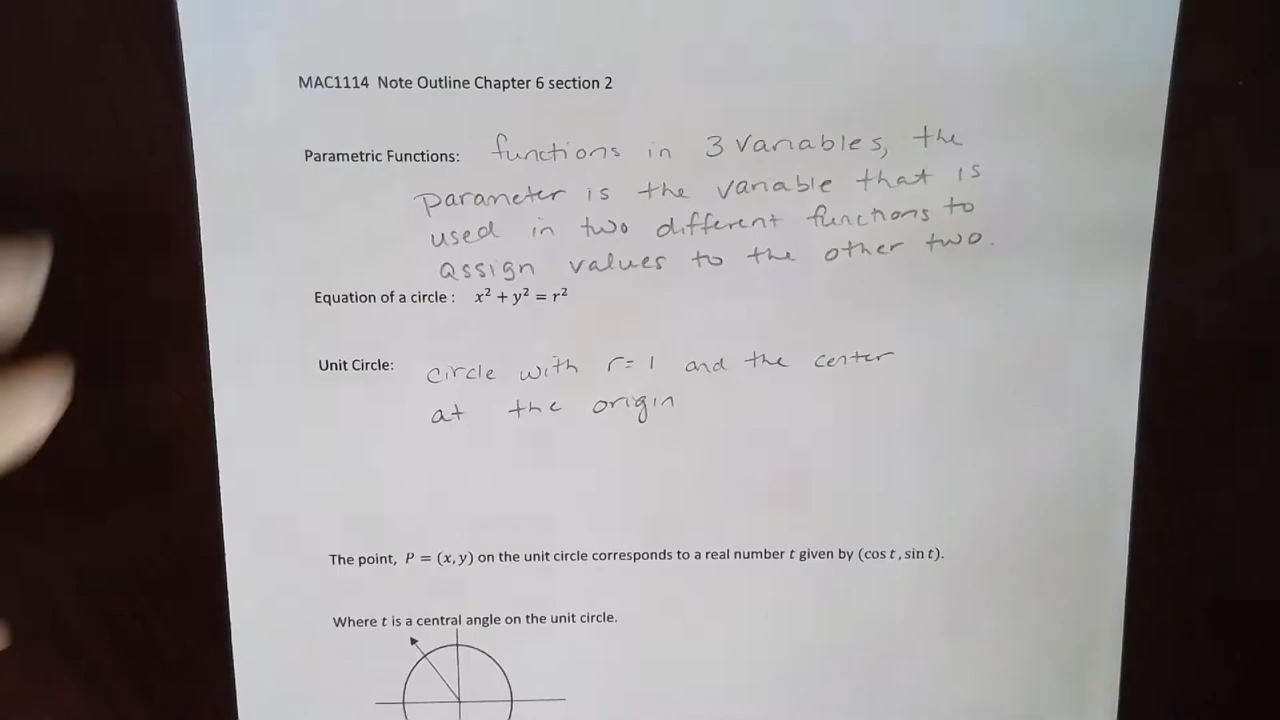 MAC1114 Note Outline Chapter 6 section 2
Parametric Functions: functions in 3 variables, the
parameter is the variable that is
used in two different functions to
assign values to the other two.
Equation of a circle : x² + y² = r²
Unit Circle: circle with r=1 and the center
at the origin
The point, P = (x, y) on the unit circle corresponds to a real number t given by (cos t , sin t).
Where t is a central angle on the unit circle.